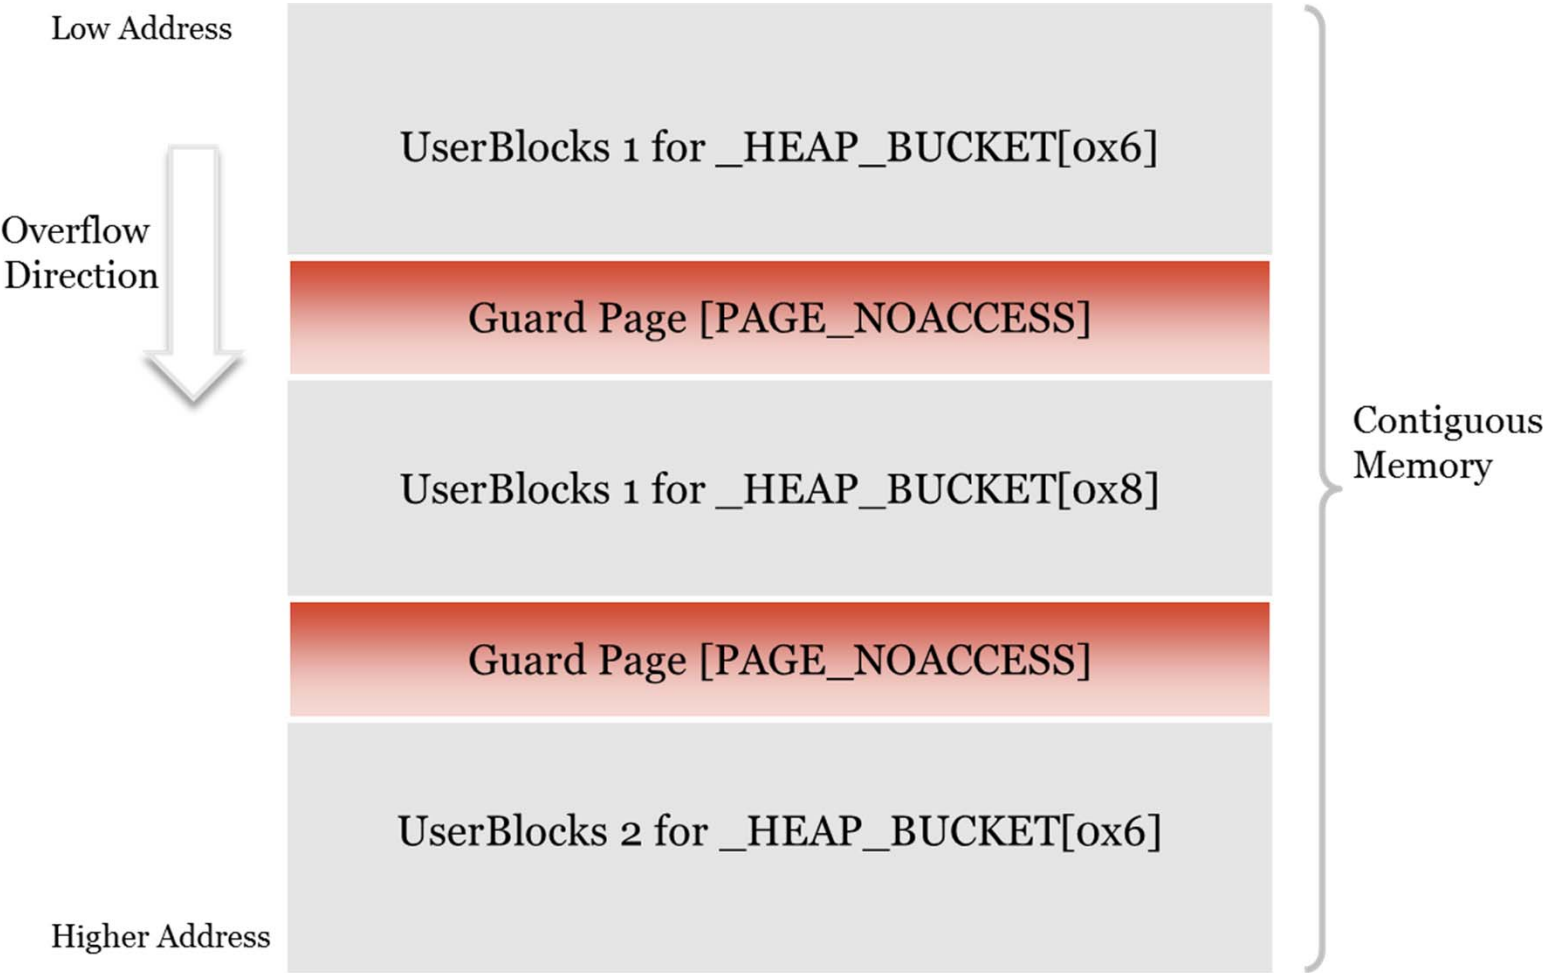 Low Address
UserBlocks 1 for _HEAP_BUCKET[0x6]
Overflow
Direction
Guard Page [PAGE_NOACCESS]
Contiguous
Memory
UserBlocks 1 for _HEAP_BUCKET[0x8]
Guard Page [PAGE_NOACCESS]
UserBlocks 2 for _HEAP_BUCKET[0x6]
Higher Address